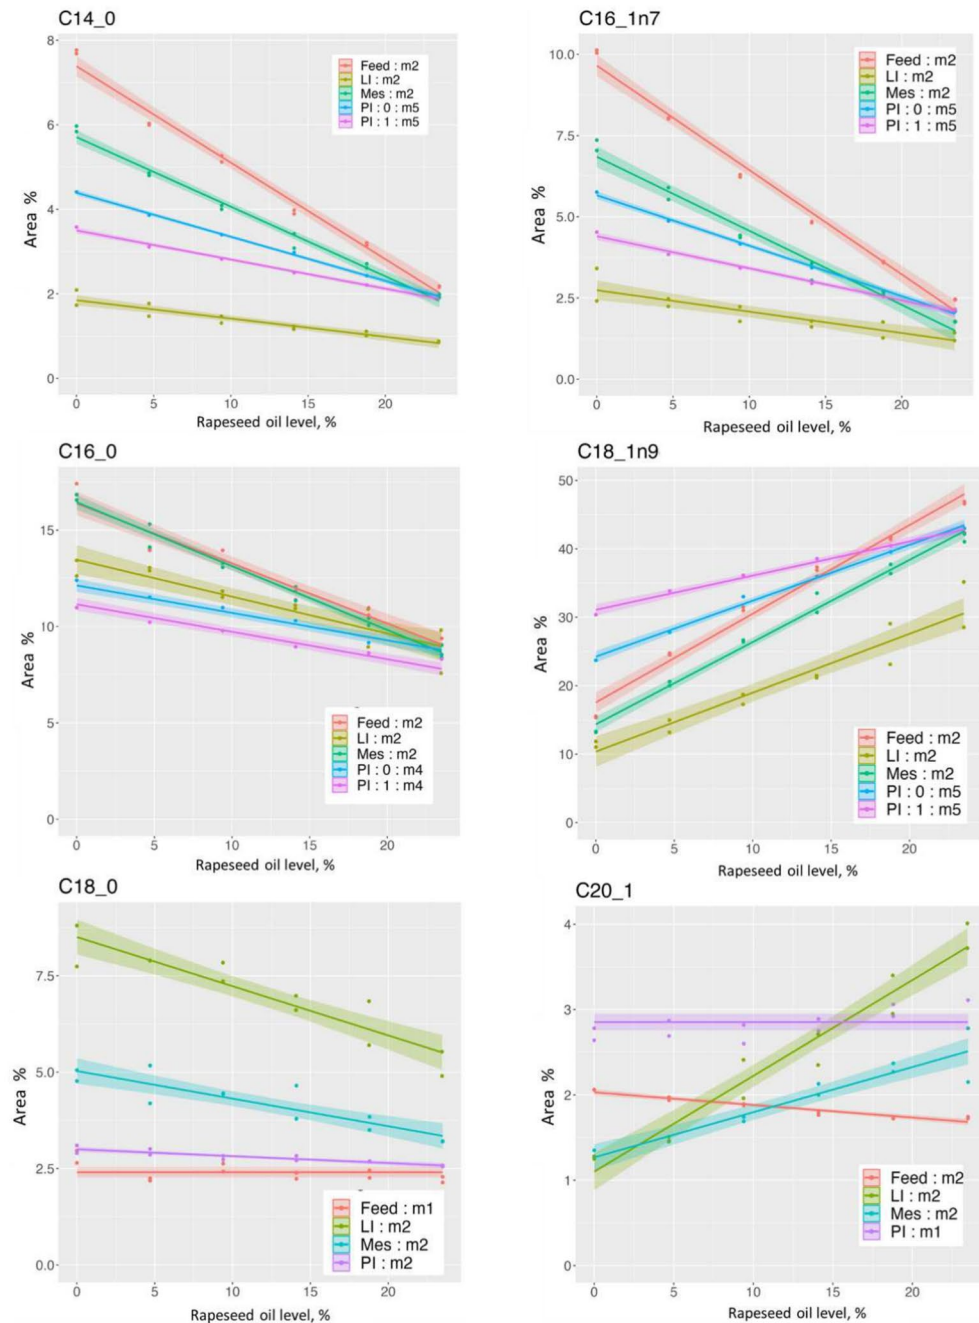 C14_0
8
6
4
2
0
Area %
0 5 10 15 20
Rapeseed oil level, %
Feed : m2
LI : m2
Mes : m2
PI : 0 : m5
PI : 1 : m5
C16_1n7
10.0
7.5
5.0
2.5
0.0
Area %
0 5 10 15 20
Rapeseed oil level, %
Feed : m2
LI : m2
Mes : m2
PI : 0 : m5
PI : 1 : m5
C16_0
15
10
5
0
Area %
0 5 10 15 20
Rapeseed oil level, %
Feed : m2
LI : m2
Mes : m2
PI : 0 : m4
PI : 1 : m4
C18_1n9
50
40
30
20
10
0
Area %
0 5 10 15 20
Rapeseed oil level, %
Feed : m2
LI : m2
Mes : m2
PI : 0 : m5
PI : 1 : m5
C18_0
7.5
5.0
2.5
0.0
Area %
0 5 10 15 20
Rapeseed oil level, %
Feed : m1
LI : m2
Mes : m2
PI : m2
C20_1
4
3
2
1
0
Area %
0 5 10 15 20
Rapeseed oil level, %
Feed : m2
LI : m2
Mes : m2
PI : m1